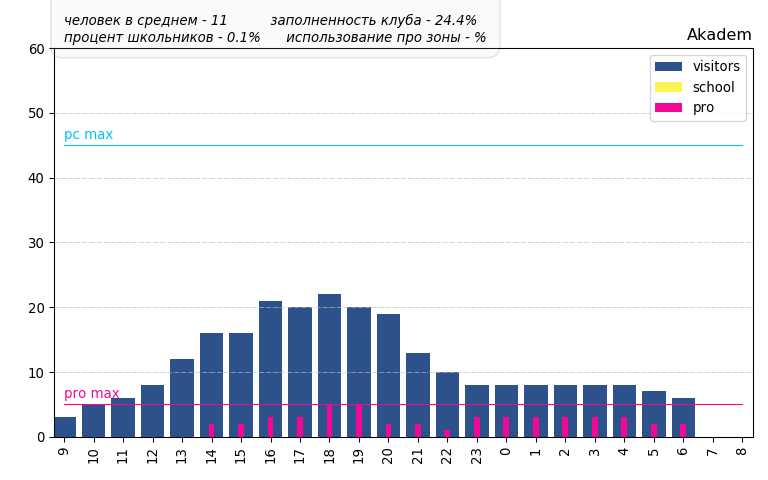 человек в среднем - 11 заполненность клуба - 24.4%
процент школьников - 0.1% использование про зоны - %
Akadem
60
visitors
school
pro
50
pc max
40
30
20
10
pro max
0
9 10 11 12 13 14 15 16 17 18 19 20 21 22 23 0 1 2 3 4 5 6 7 8